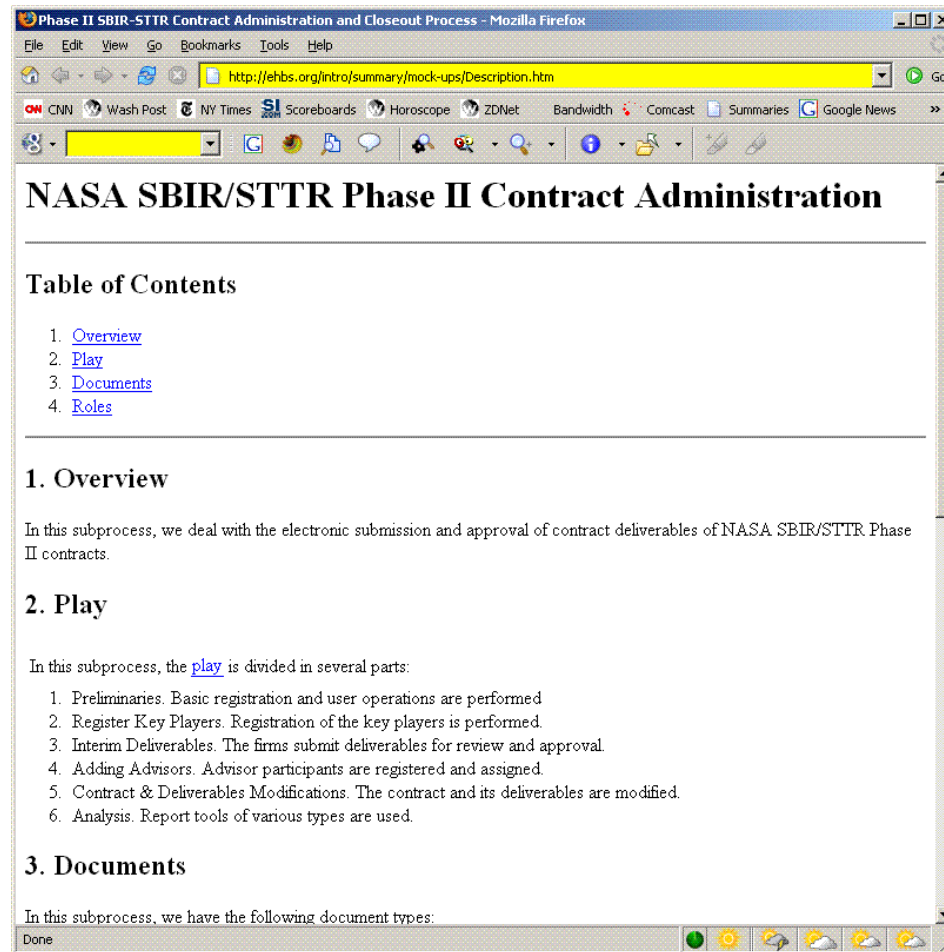 Phase II SBIR-STTR Contract Administration and Closeout Process - Mozilla Firefox
File Edit View Go Bookmarks Tools Help
http://ehbs.org/intro/summary/mock-ups/Description.htm Go
CNN Wash Post NY Times SI.com Scoreboards Horoscope ZDNet Bandwidth Comcast Summaries Google News »
NASA SBIR/STTR Phase II Contract Administration
Table of Contents
1. Overview
2. Play
3. Documents
4. Roles
1. Overview
In this subprocess, we deal with the electronic submission and approval of contract deliverables of NASA SBIR/STTR Phase
II contracts.
2. Play
In this subprocess, the play is divided in several parts:
1. Preliminaries. Basic registration and user operations are performed
2. Register Key Players. Registration of the key players is performed.
3. Interim Deliverables. The firms submit deliverables for review and approval.
4. Adding Advisors. Advisor participants are registered and assigned.
5. Contract & Deliverables Modifications. The contract and its deliverables are modified.
6. Analysis. Report tools of various types are used.
3. Documents
In this subprocess, we have the following document types:
Done